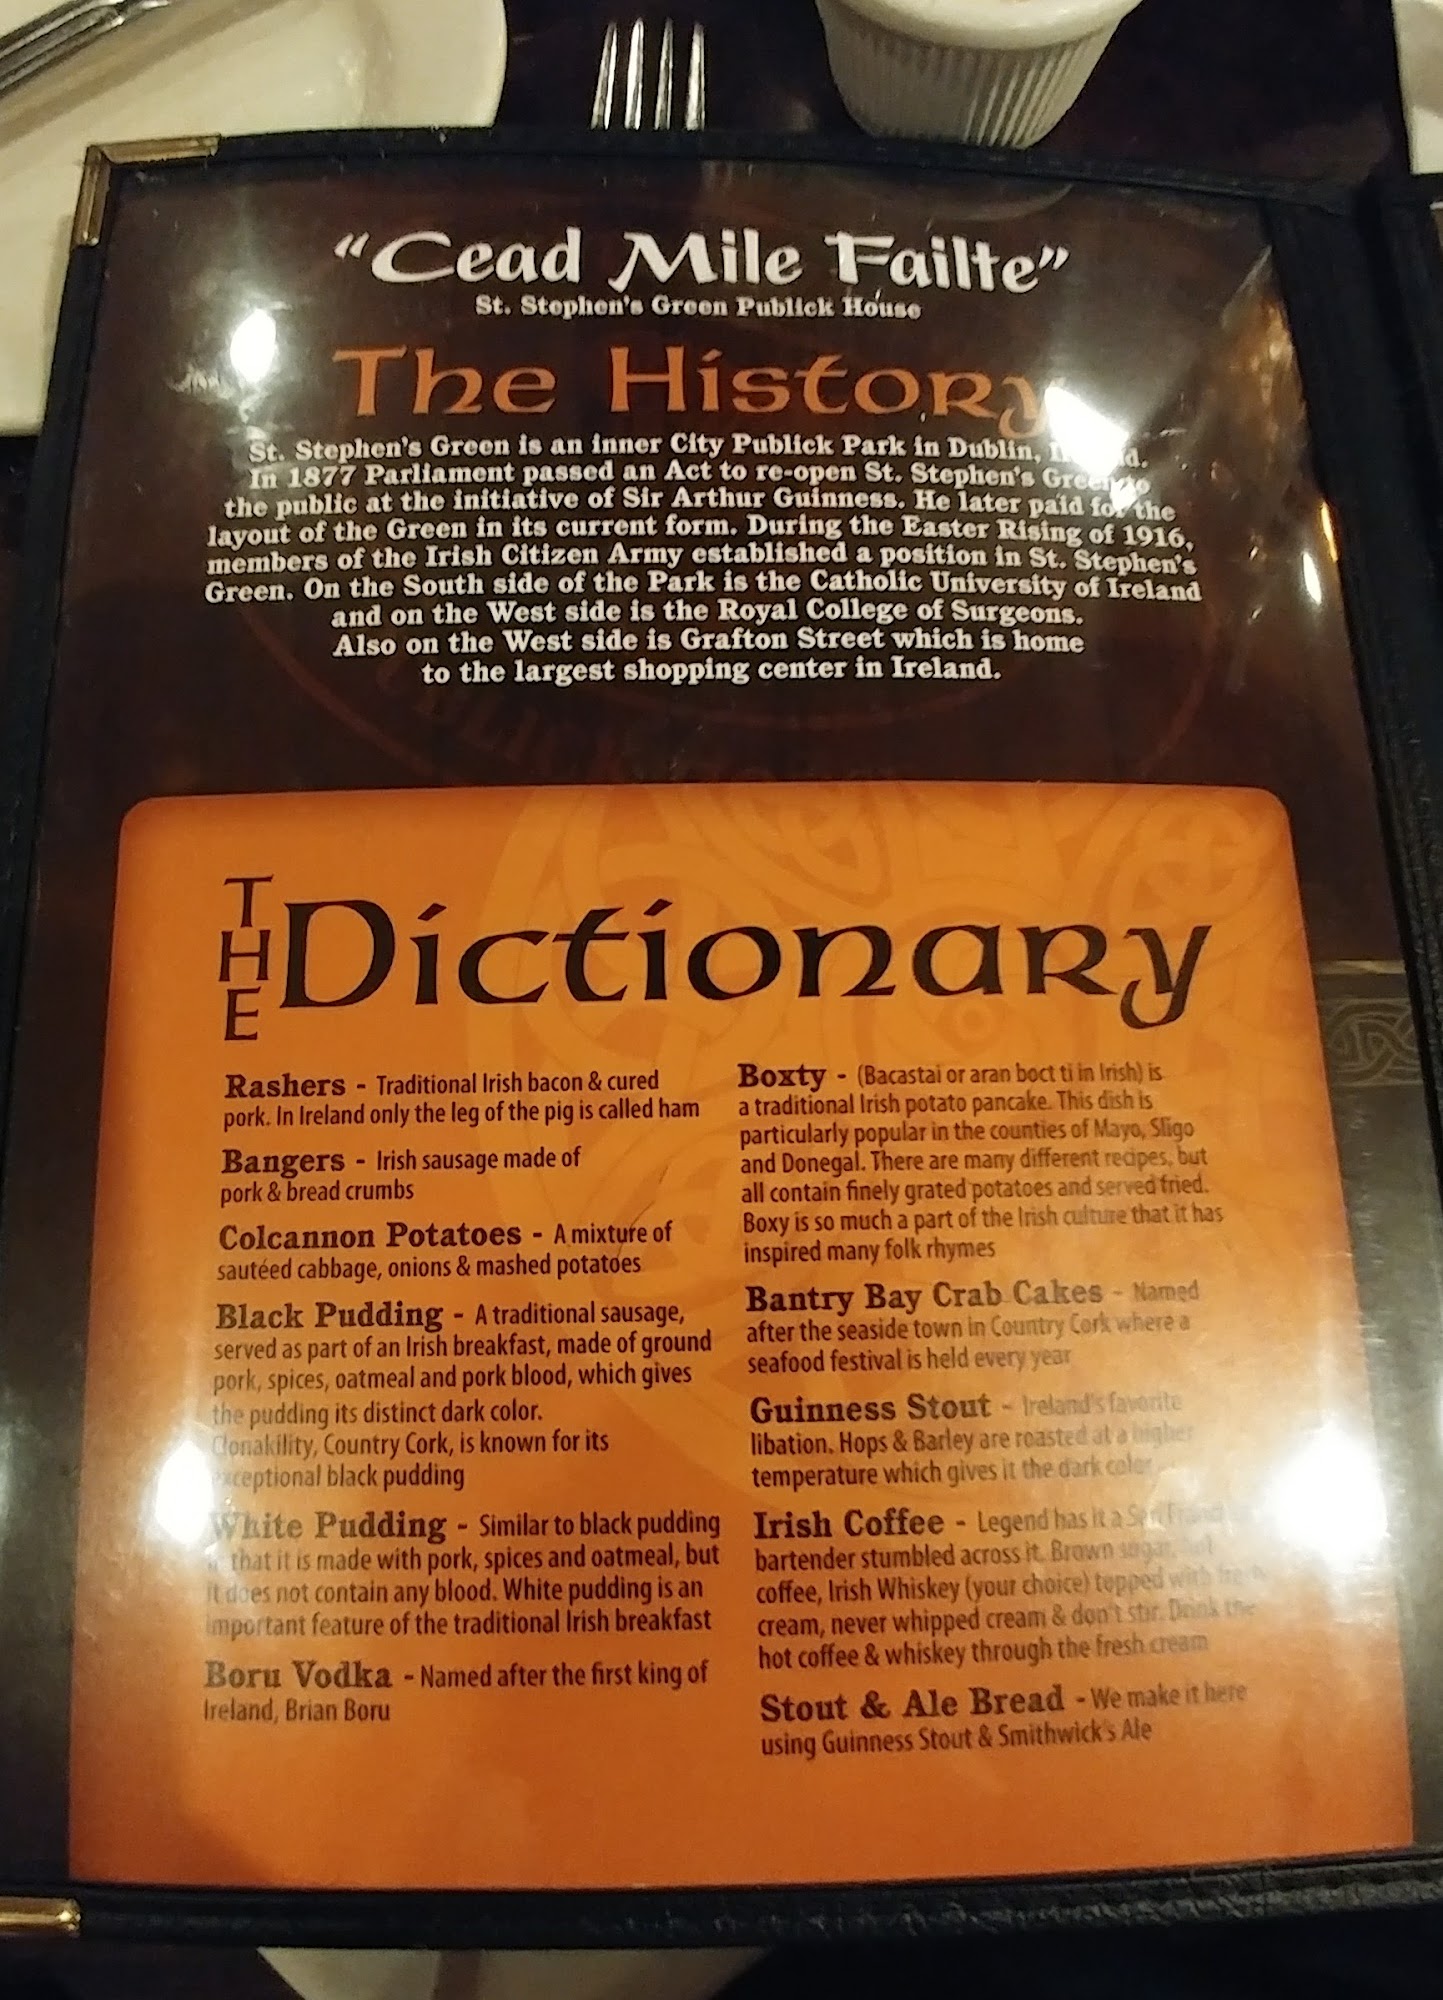 "Cead Mile Failte"
St. Stephen's Green Publick House
The History
St. Stephen's Green is an inner City Publick Park in Dublin,
In 1877 Parliament passed an Act to re-open St. Stephen's Green to
the public at the initiative of Sir Arthur Guinness. He later paid for the
layout of the Green in its current form. During the Easter Rising of 1916,
members of the Irish Citizen Army established a position in St. Stephen's
Green. On the South side of the Park is the Catholic University of Ireland
and on the West side is the Royal College of Surgeons.
Also on the West side is Grafton Street which is home
to the largest shopping center in Ireland.
THE Dictionary
Rashers - Traditional Irish bacon & cured
pork. In Ireland only the leg of the pig is called ham
Bangers - Irish sausage made of
pork & bread crumbs
Colcannon Potatoes - A mixture of
sautéed cabbage, onions & mashed potatoes
Black Pudding - A traditional sausage,
served as part of an Irish breakfast, made of ground
pork, spices, oatmeal and pork blood, which gives
the pudding its distinct dark color.
Clonakility, Country Cork, is known for its
exceptional black pudding
White Pudding - Similar to black pudding
that it is made with pork, spices and oatmeal, but
it does not contain any blood. White pudding is an
important feature of the traditional Irish breakfast
Boru Vodka - Named after the first king of
Ireland, Brian Boru
Boxty - (Bacastai or aran boct ti in Irish) is
a traditional Irish potato pancake. This dish is
particularly popular in the counties of Mayo, Sligo
and Donegal. There are many different recipes, but
all contain finely grated potatoes and served fried.
Boxy is so much a part of the Irish culture that it has
inspired many folk rhymes
Bantry Bay Crab Cakes - Named
after the seaside town in Country Cork where a
seafood festival is held every year
Guinness Stout - Ireland's favorite
libation. Hops & Barley are roasted at a higher
temperature which gives it the dark color
Irish Coffee - Legend has it a San
bartender stumbled across it. Brown sugar,
coffee, Irish Whiskey (your choice) topped with
cream, never whipped cream & don't stir. Drink the
hot coffee & whiskey through the fresh cream
Stout & Ale Bread - We make it here
using Guinness Stout & Smithwick's Ale